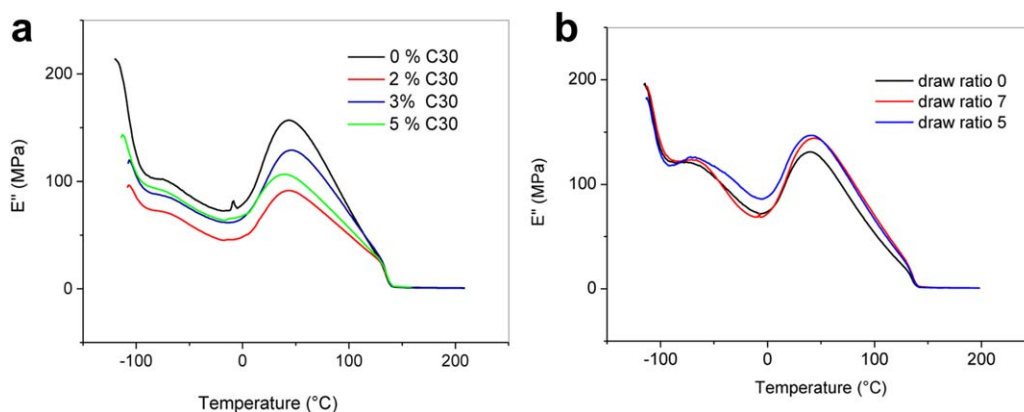 a
0 % C30
2 % C30
3% C30
5 % C30
200
100
0
E" (MPa)
-100 0 100 200
Temperature (°C)
b
draw ratio 0
draw ratio 7
draw ratio 5
200
100
0
E" (MPa)
-100 0 100 200
Temperature (°C)